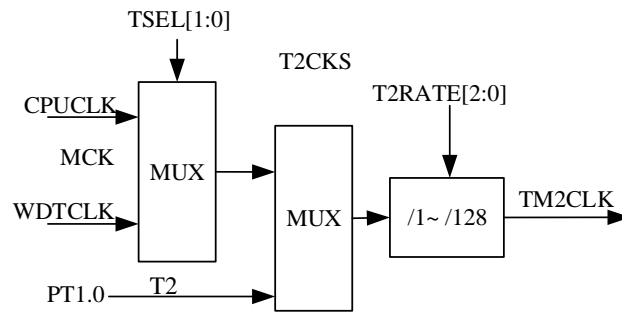 TSEL[1:0]
T2CKS
T2RATE[2:0]
CPUCLK
MCK
MUX
WDTCLK
MUX
/1~ /128
TM2CLK
PT1.0
T2